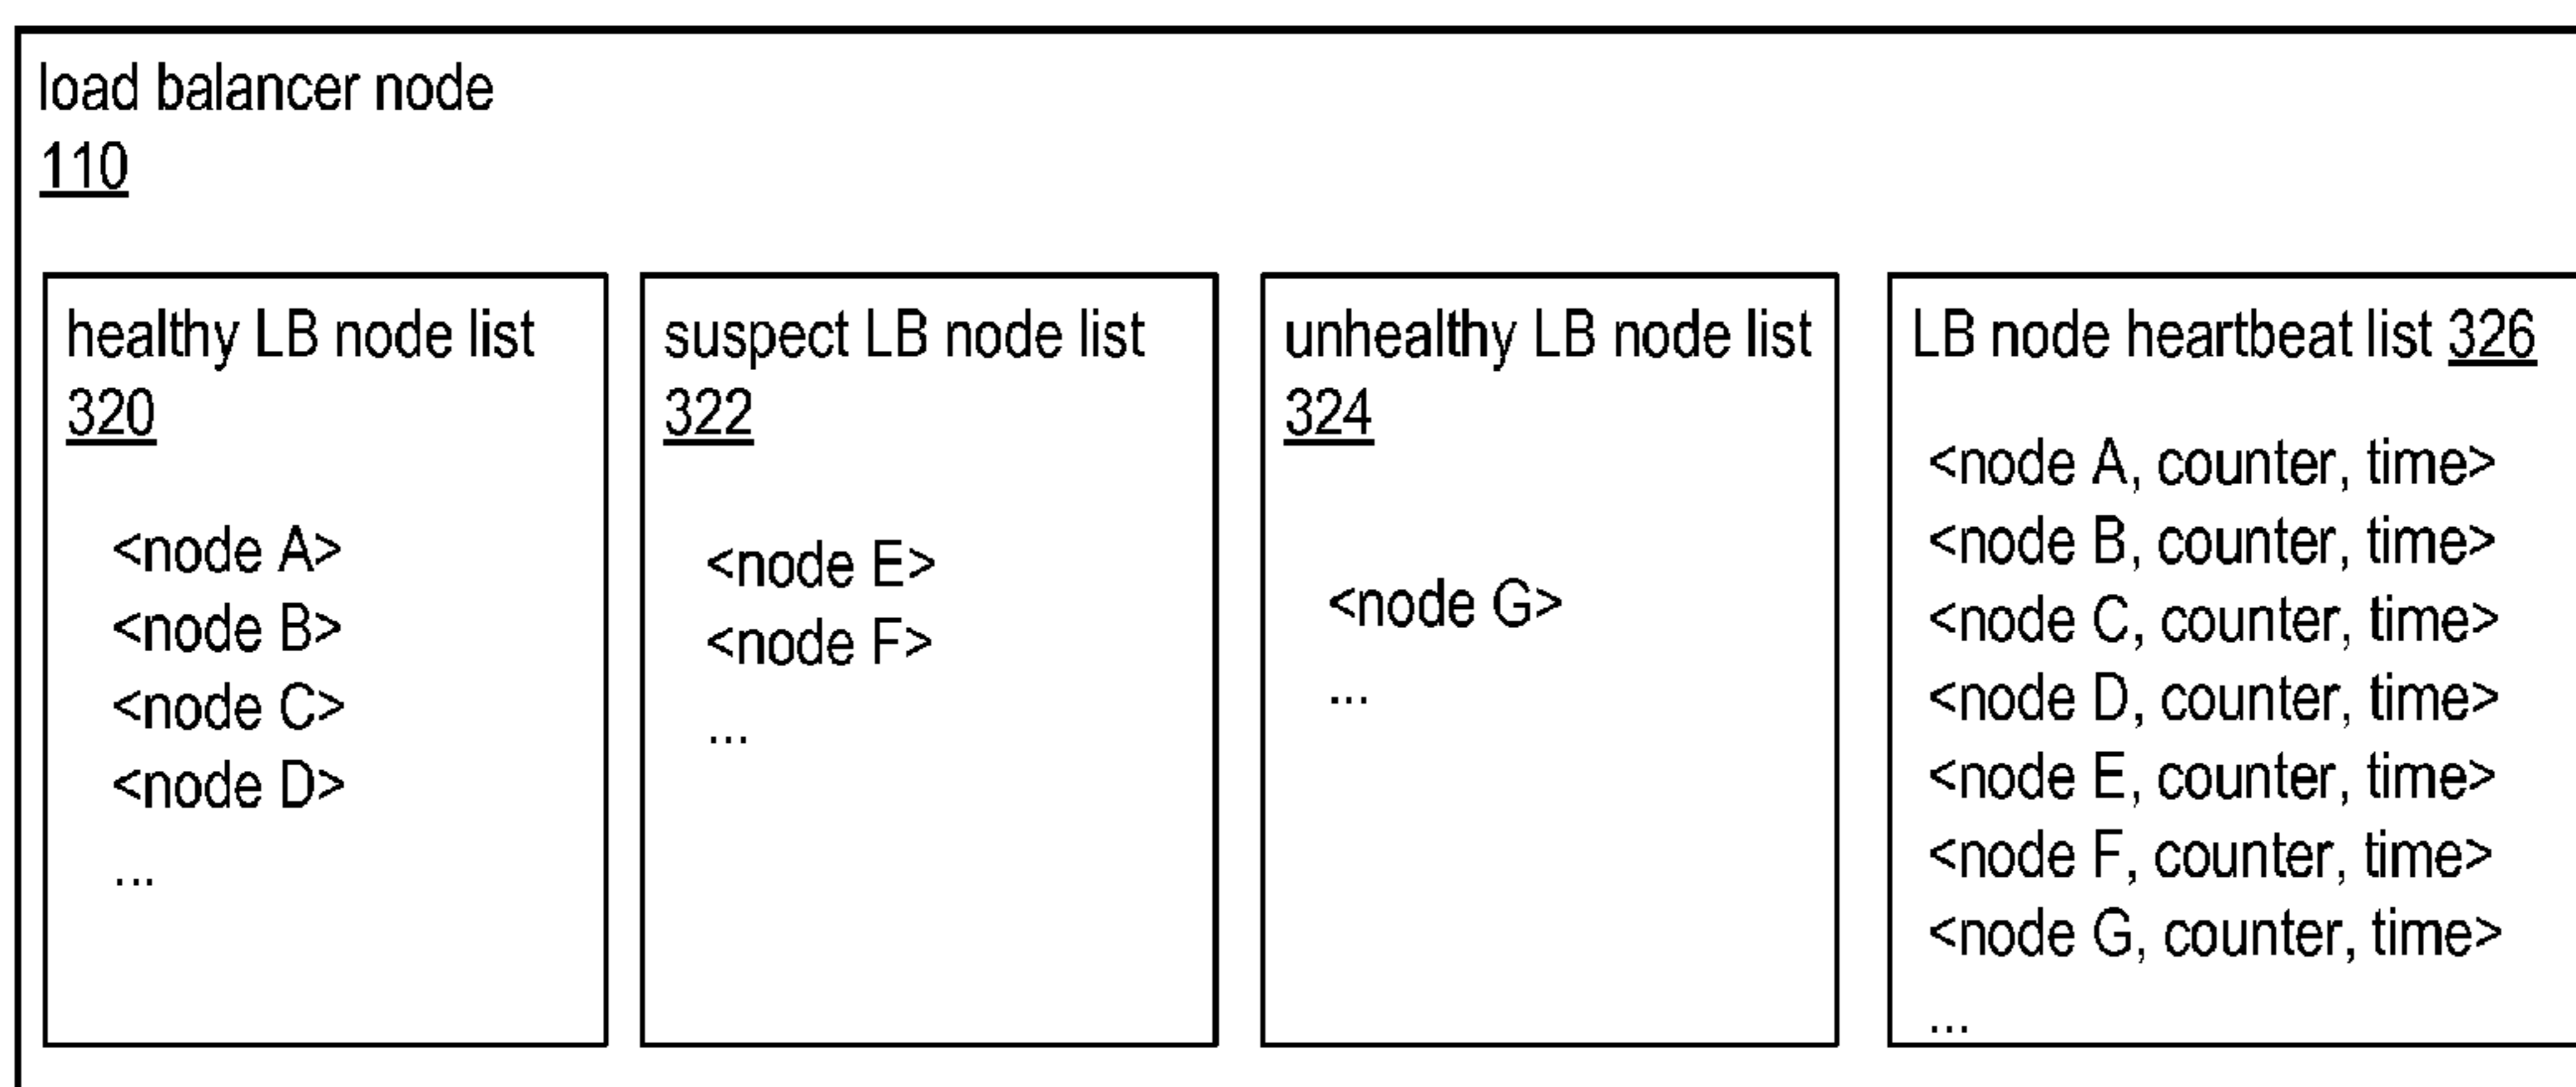 load balancer node
110
healthy LB node list
320
<node A>
<node B>
<node C>
<node D>
...
suspect LB node list
322
<node E>
<node F>
...
unhealthy LB node list
324
<node G>
...
LB node heartbeat list 326
<node A, counter, time>
<node B, counter, time>
<node C, counter, time>
<node D, counter, time>
<node E, counter, time>
<node F, counter, time>
<node G, counter, time>
...